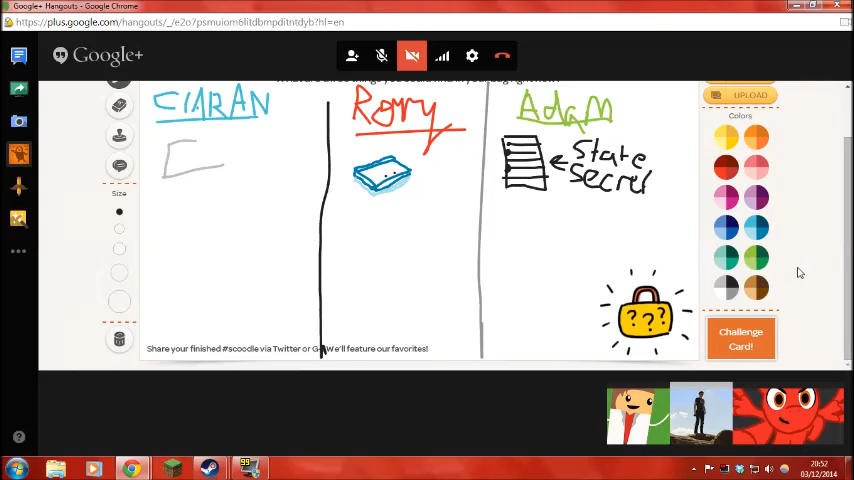 Google+ Hangouts - Google Chrome
https://plus.google.com/hangouts/_/e2o7psmuiom6litdbmpditntdyb?hl=en
Google+
UPLOAD
CIARAN
Rorry
Adam
Colors
State
Secret
Size
? ? ?
Challenge
Card!
Share your finished #scoodle via Twitter or G+. We'll feature our favorites!
99
20:52
03/12/2014